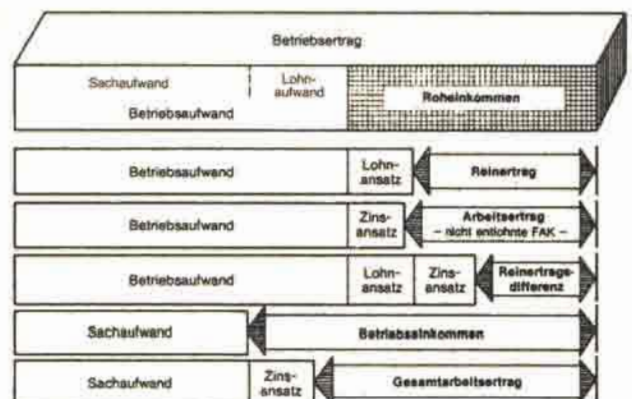 Betriebsertrag
Sachaufwand
Lohn-
aufwand
Betriebsaufwand
Roheinkommen
Betriebsaufwand
Lohn-
ansatz
Reinertrag
Betriebsaufwand
Zins-
ansatz
Arbeitsertrag
– nicht entlohnte FAK –
Betriebsaufwand
Lohn-
ansatz
Zins-
ansatz
Reinertrags-
differenz
Sachaufwand
Betriebseinkommen
Sachaufwand
Zins-
ansatz
Gesamtarbeitsertrag